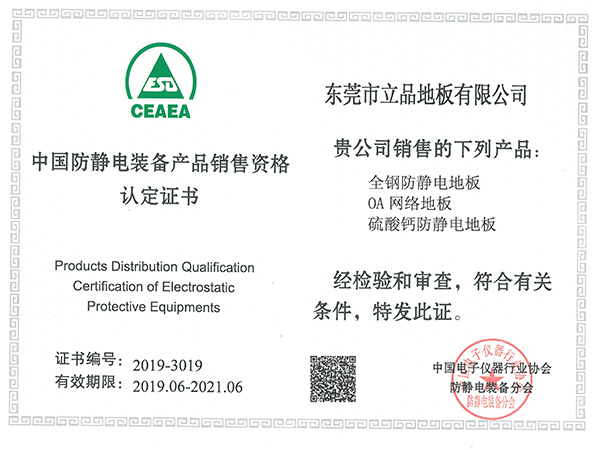 ESD
CEAEA
中国防静电装备产品销售资格
认定证书
Products Distribution Qualification
Certification of Electrostatic
Protective Equipments
证书编号：2019-3019
有效期限：2019.06-2021.06
东莞市立品地板有限公司
贵公司销售的下列产品：
全钢防静电地板
OA 网络地板
硫酸钙防静电地板
经检验和审查，符合有关
条件，特发此证。
中国电子仪器行业协会
防静电装备分会
中国电子仪器行业协会
防静电装备分会